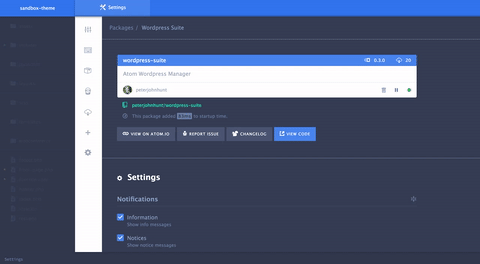 sandbox-theme
Settings
Packages / Wordpress Suite
wordpress-suite
0.3.0
20
Atom Wordpress Manager
peterjohnhunt
peterjohnhunt/wordpress-suite
This package added to startup time.
VIEW ON ATOM.IO
REPORT ISSUE
CHANGELOG
VIEW CODE
Settings
Notifications
Information
Show info messages
Notices
Show notice messages
Settings